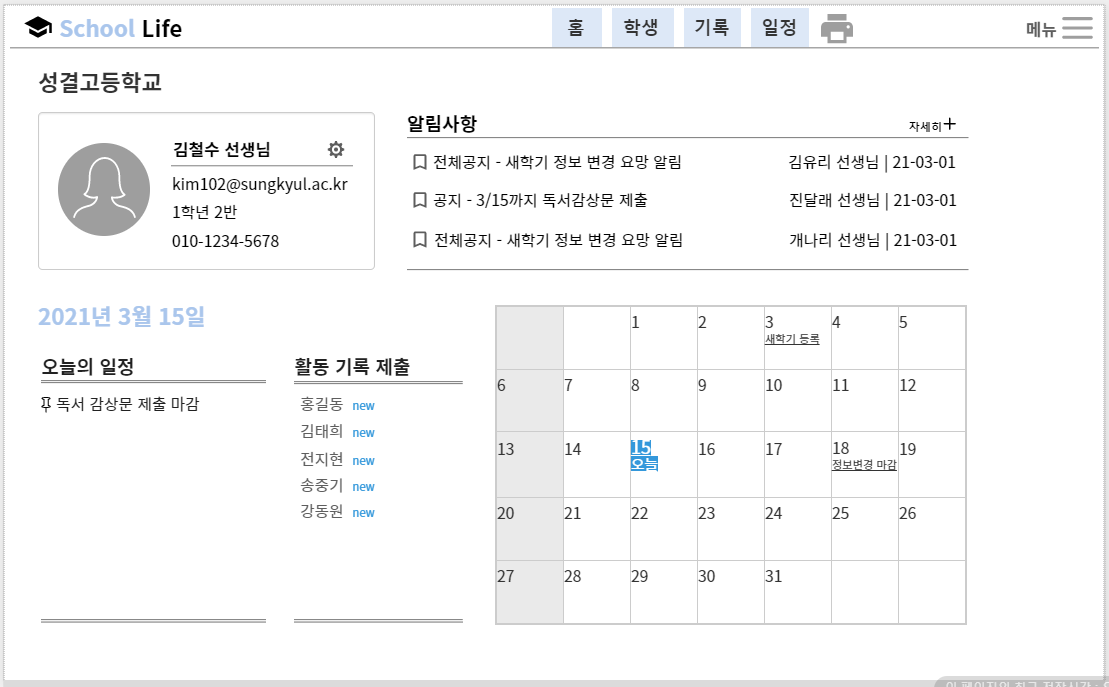 School Life
홈 학생 기록 일정
메뉴
성결고등학교
김철수 선생님
kim102@sungkyul.ac.kr
1학년 2반
010-1234-5678
알림사항
자세히+
전체공지 - 새학기 정보 변경 요망 알림 김유리 선생님 | 21-03-01
공지 - 3/15까지 독서감상문 제출 진달래 선생님 | 21-03-01
전체공지 - 새학기 정보 변경 요망 알림 개나리 선생님 | 21-03-01
2021년 3월 15일
오늘의 일정
독서 감상문 제출 마감
활동 기록 제출
홍길동 new
김태희 new
전지현 new
송중기 new
강동원 new
1 2 3 4 5
새학기 등록
6 7 8 9 10 11 12
13 14 15 16 17 18 19
오늘 정보변경 마감
20 21 22 23 24 25 26
27 28 29 30 31